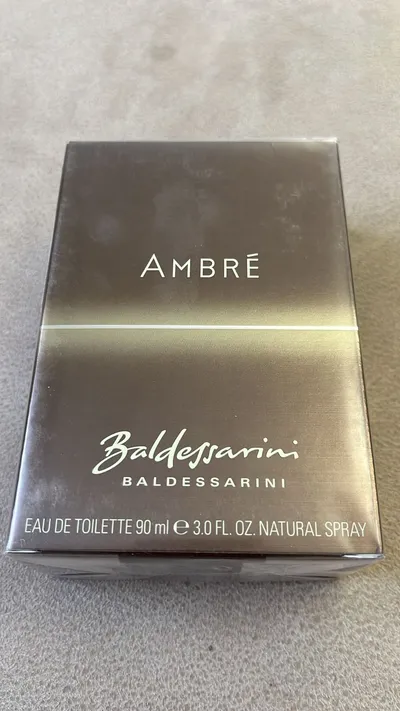 AMBRÉ
Baldessarini
BALDESSARINI
EAU DE TOILETTE 90 ml ℮ 3.0 FL. OZ. NATURAL SPRAY